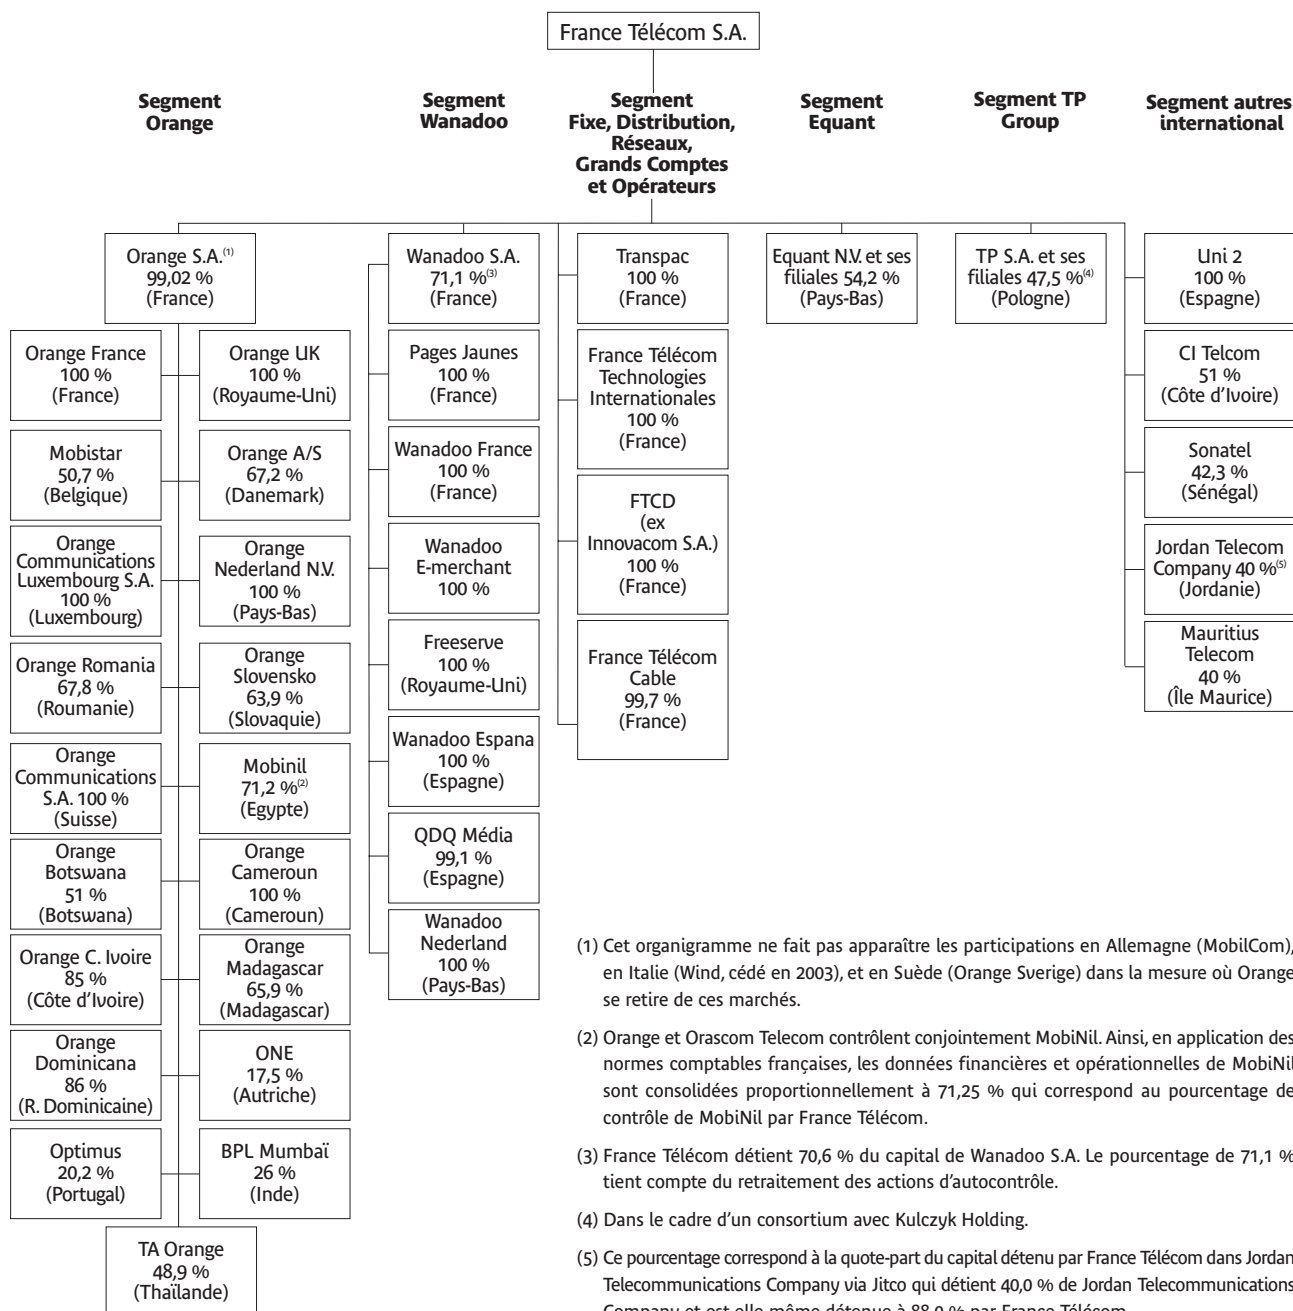 France Télécom S.A.
Segment
Orange
Segment
Wanadoo
Segment
Fixe, Distribution,
Réseaux,
Grands Comptes
et Opérateurs
Segment
Equant
Segment TP
Group
Segment autres
international
Orange S.A.(1)
99,02 %
(France)
Orange France
100 %
(France)
Orange UK
100 %
(Royaume-Uni)
Mobistar
50,7 %
(Belgique)
Orange A/S
67,2 %
(Danemark)
Orange
Communications
Luxembourg S.A.
100 %
(Luxembourg)
Orange
Nederland N.V.
100 %
(Pays-Bas)
Orange Romania
67,8 %
(Roumanie)
Orange
Slovensko
63,9 %
(Slovaquie)
Orange
Communications
S.A. 100 %
(Suisse)
Mobinil
71,2 %(2)
(Egypte)
Orange
Botswana
51 %
(Botswana)
Orange
Cameroun
100 %
(Cameroun)
Orange C. Ivoire
85 %
(Côte d'Ivoire)
Orange
Madagascar
65,9 %
(Madagascar)
Orange
Dominicana
86 %
(R. Dominicaine)
ONE
17,5 %
(Autriche)
Optimus
20,2 %
(Portugal)
BPL Mumbaï
26 %
(Inde)
TA Orange
48,9 %
(Thaïlande)
Wanadoo S.A.
71,1 %(3)
(France)
Pages Jaunes
100 %
(France)
Wanadoo France
100 %
(France)
Wanadoo
E-merchant
100 %
Freeserve
100 %
(Royaume-Uni)
Wanadoo Espana
100 %
(Espagne)
QDQ Média
99,1 %
(Espagne)
Wanadoo
Nederland
100 %
(Pays-Bas)
Transpac
100 %
(France)
France Télécom
Technologies
Internationales
100 %
(France)
FTCD
(ex
Innovacom S.A.)
100 %
(France)
France Télécom
Cable
99,7 %
(France)
Equant N.V. et ses
filiales 54,2 %
(Pays-Bas)
TP S.A. et ses
filiales 47,5 %(4)
(Pologne)
Uni 2
100 %
(Espagne)
CI Telcom
51 %
(Côte d'Ivoire)
Sonatel
42,3 %
(Sénégal)
Jordan Telecom
Company 40 %(5)
(Jordanie)
Mauritius
Telecom
40 %
(Île Maurice)
(1) Cet organigramme ne fait pas apparaître les participations en Allemagne (MobilCom),
en Italie (Wind, cédé en 2003), et en Suède (Orange Sverige) dans la mesure où Orange
se retire de ces marchés.
(2) Orange et Orascom Telecom contrôlent conjointement MobiNil. Ainsi, en application des
normes comptables françaises, les données financières et opérationnelles de MobiNil
sont consolidées proportionnellement à 71,25 % qui correspond au pourcentage de
contrôle de MobiNil par France Télécom.
(3) France Télécom détient 70,6 % du capital de Wanadoo S.A. Le pourcentage de 71,1 %
tient compte du retraitement des actions d'autocontrôle.
(4) Dans le cadre d'un consortium avec Kulczyk Holding.
(5) Ce pourcentage correspond à la quote-part du capital détenu par France Télécom dans Jordan
Telecommunications Company via Jitco qui détient 40,0 % de Jordan Telecommunications
Company et est elle-même détenue à 88,0 % par France Télécom.